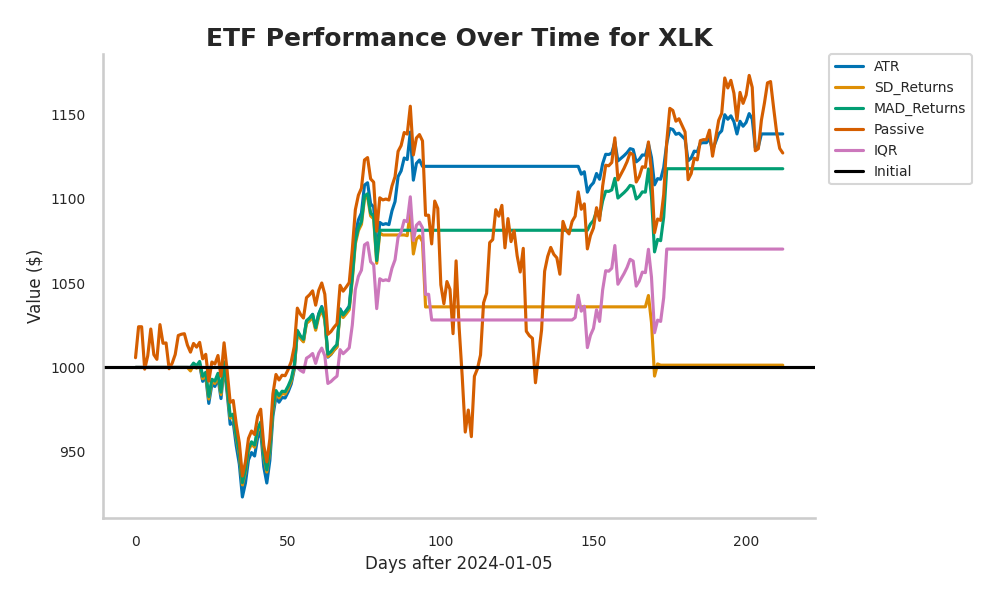 ETF Performance Over Time for XLK
ATR
SD_Returns
MAD_Returns
Passive
IQR
Initial
1150
1100
1050
1000
950
Value ($)
0 50 100 150 200
Days after 2024-01-05